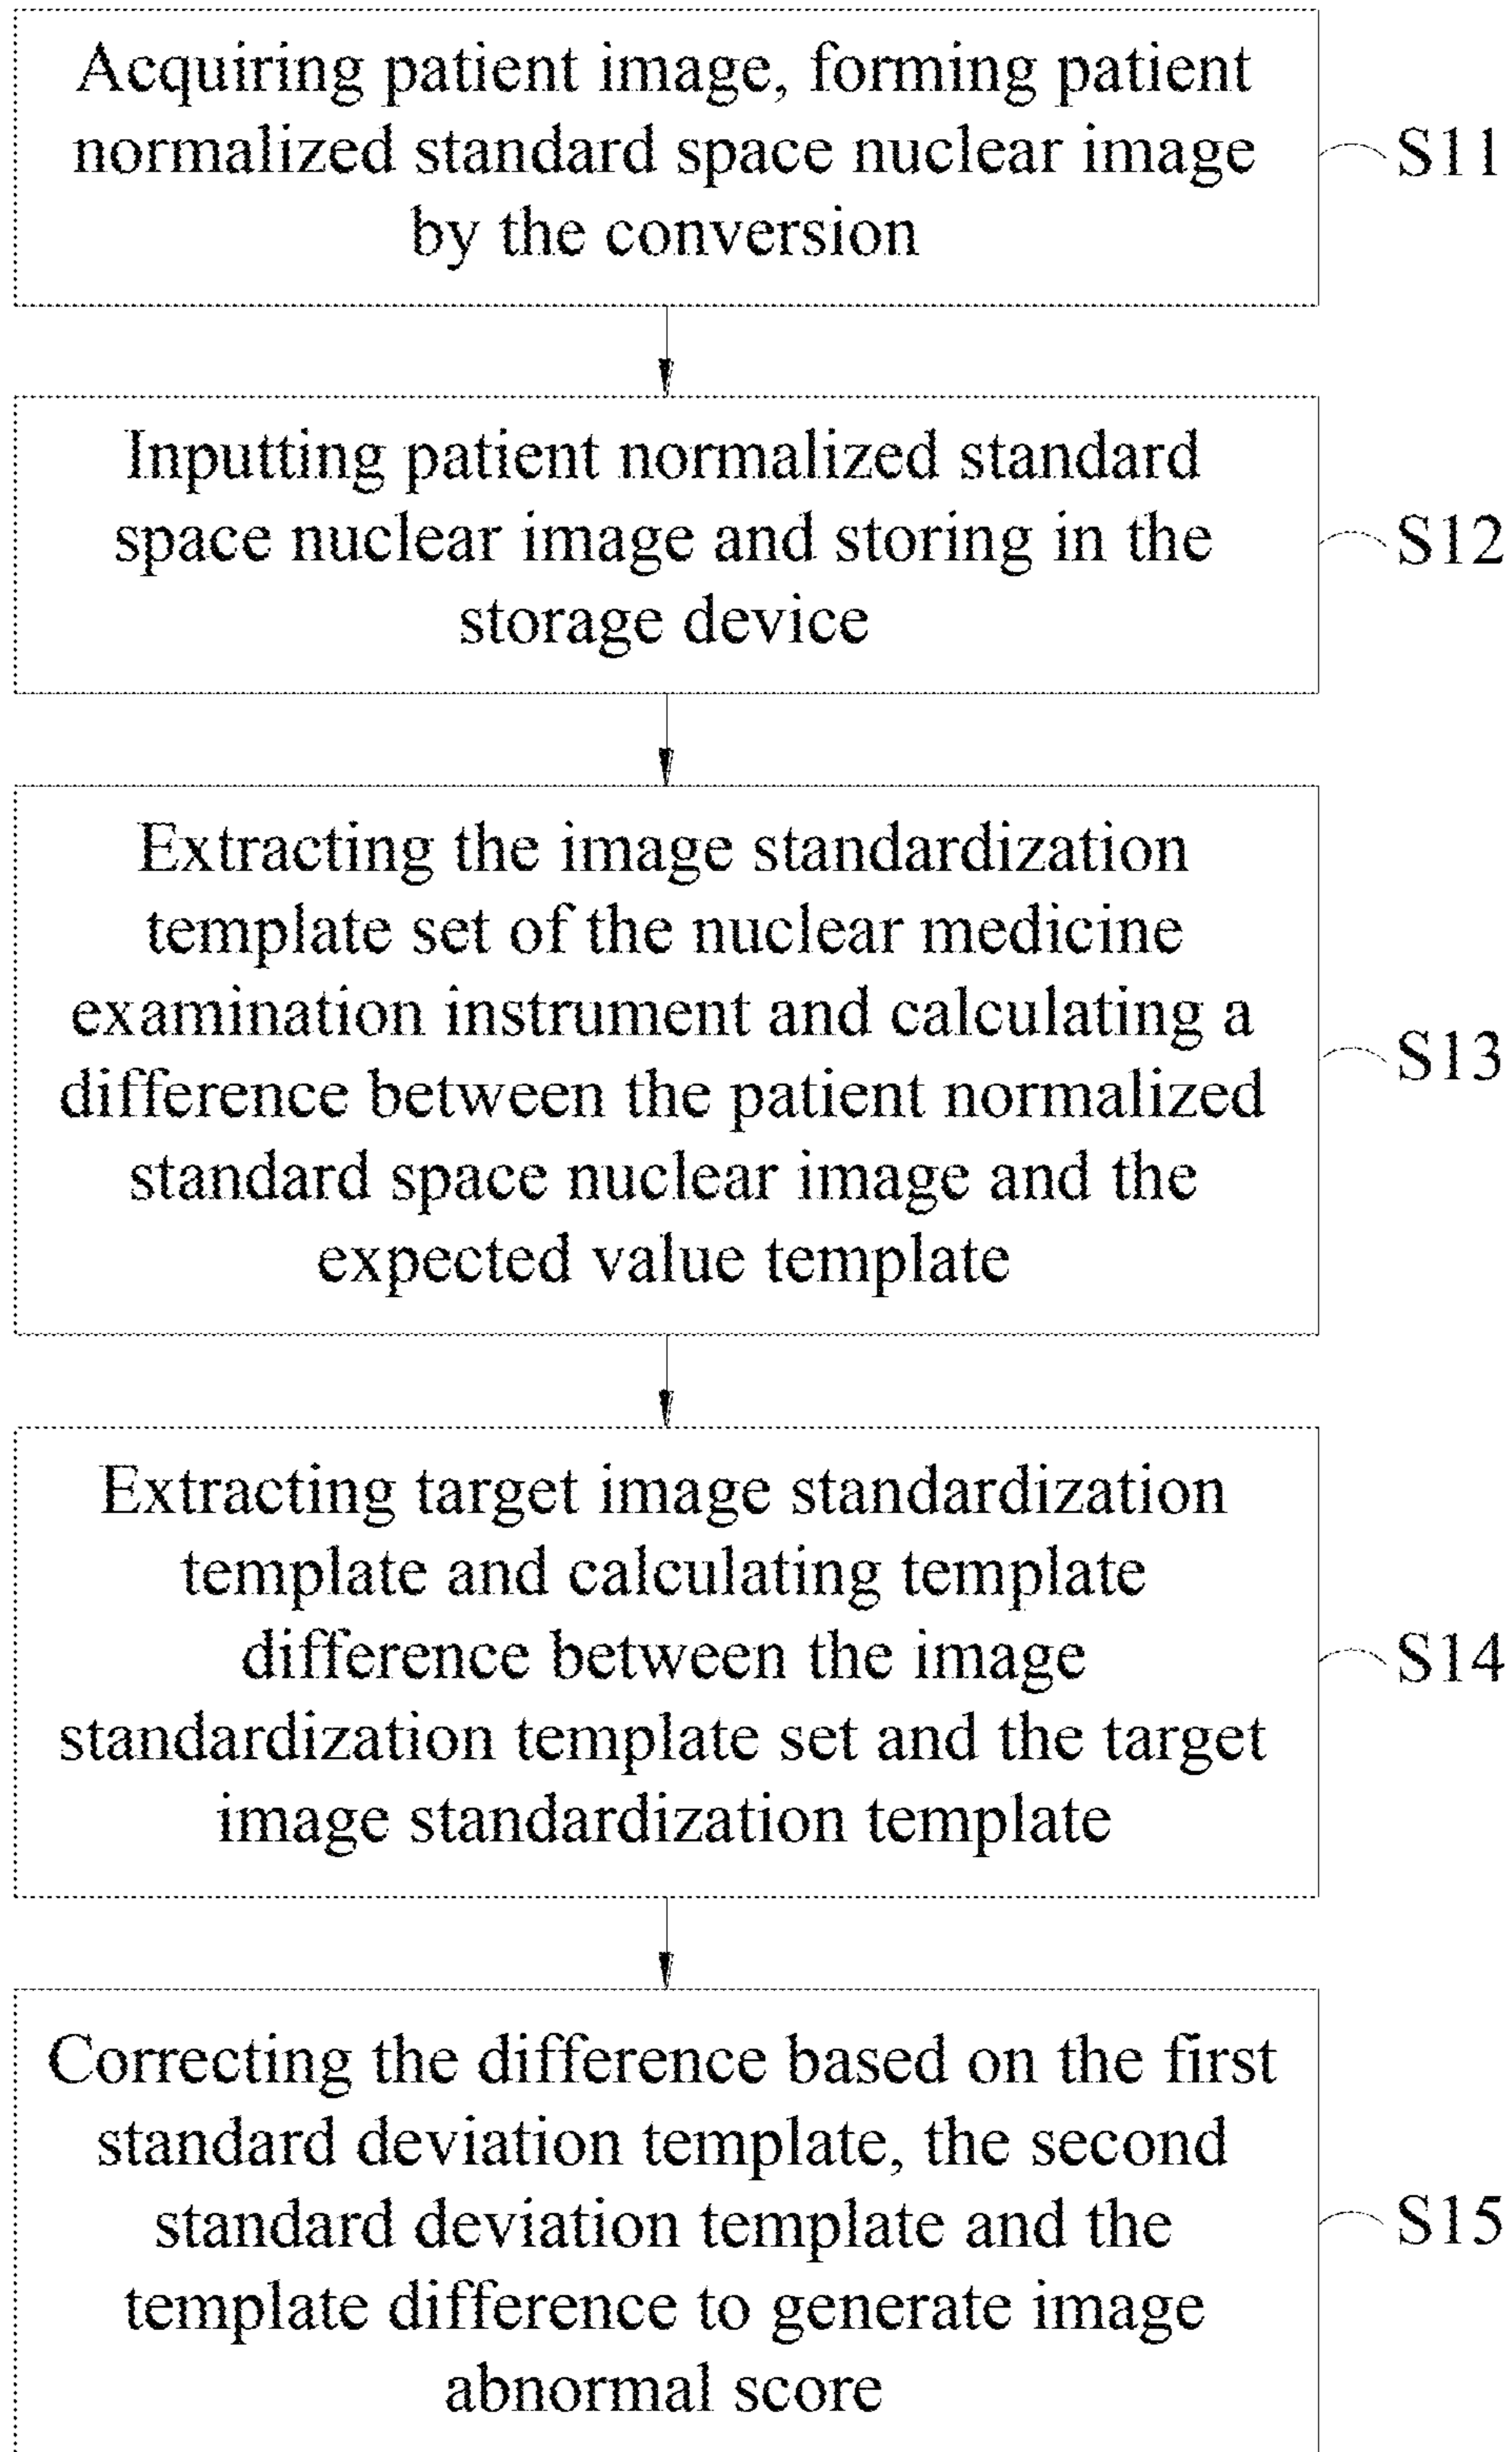 Acquiring patient image, forming patient
normalized standard space nuclear image
by the conversion
S11
Inputting patient normalized standard
space nuclear image and storing in the
storage device
S12
Extracting the image standardization
template set of the nuclear medicine
examination instrument and calculating a
difference between the patient normalized
standard space nuclear image and the
expected value template
S13
Extracting target image standardization
template and calculating template
difference between the image
standardization template set and the target
image standardization template
S14
Correcting the difference based on the first
standard deviation template, the second
standard deviation template and the
template difference to generate image
abnormal score
S15